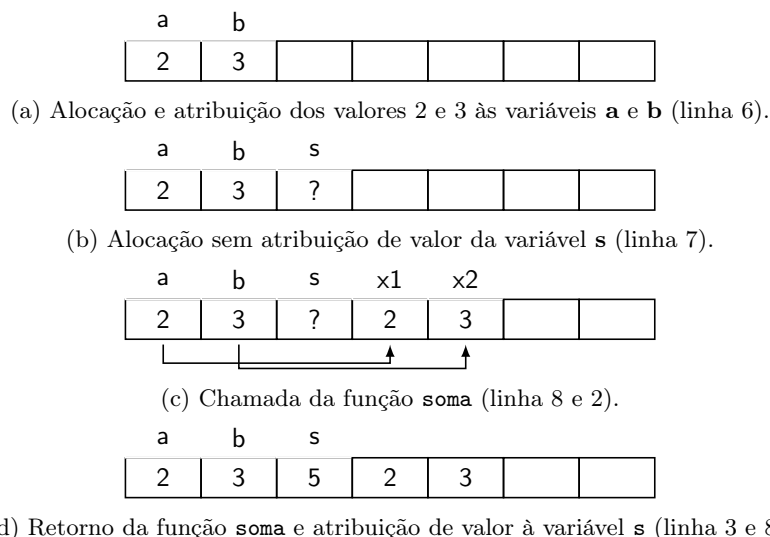 a b
2 3
(a) Alocação e atribuição dos valores 2 e 3 às variáveis a e b (linha 6).
a b s
2 3 ?
(b) Alocação sem atribuição de valor da variável s (linha 7).
a b s x1 x2
2 3 ? 2 3
(c) Chamada da função soma (linha 8 e 2).
a b s
2 3 5 2 3
d) Retorno da função soma e atribuição de valor à variável s (linha 3 e 8